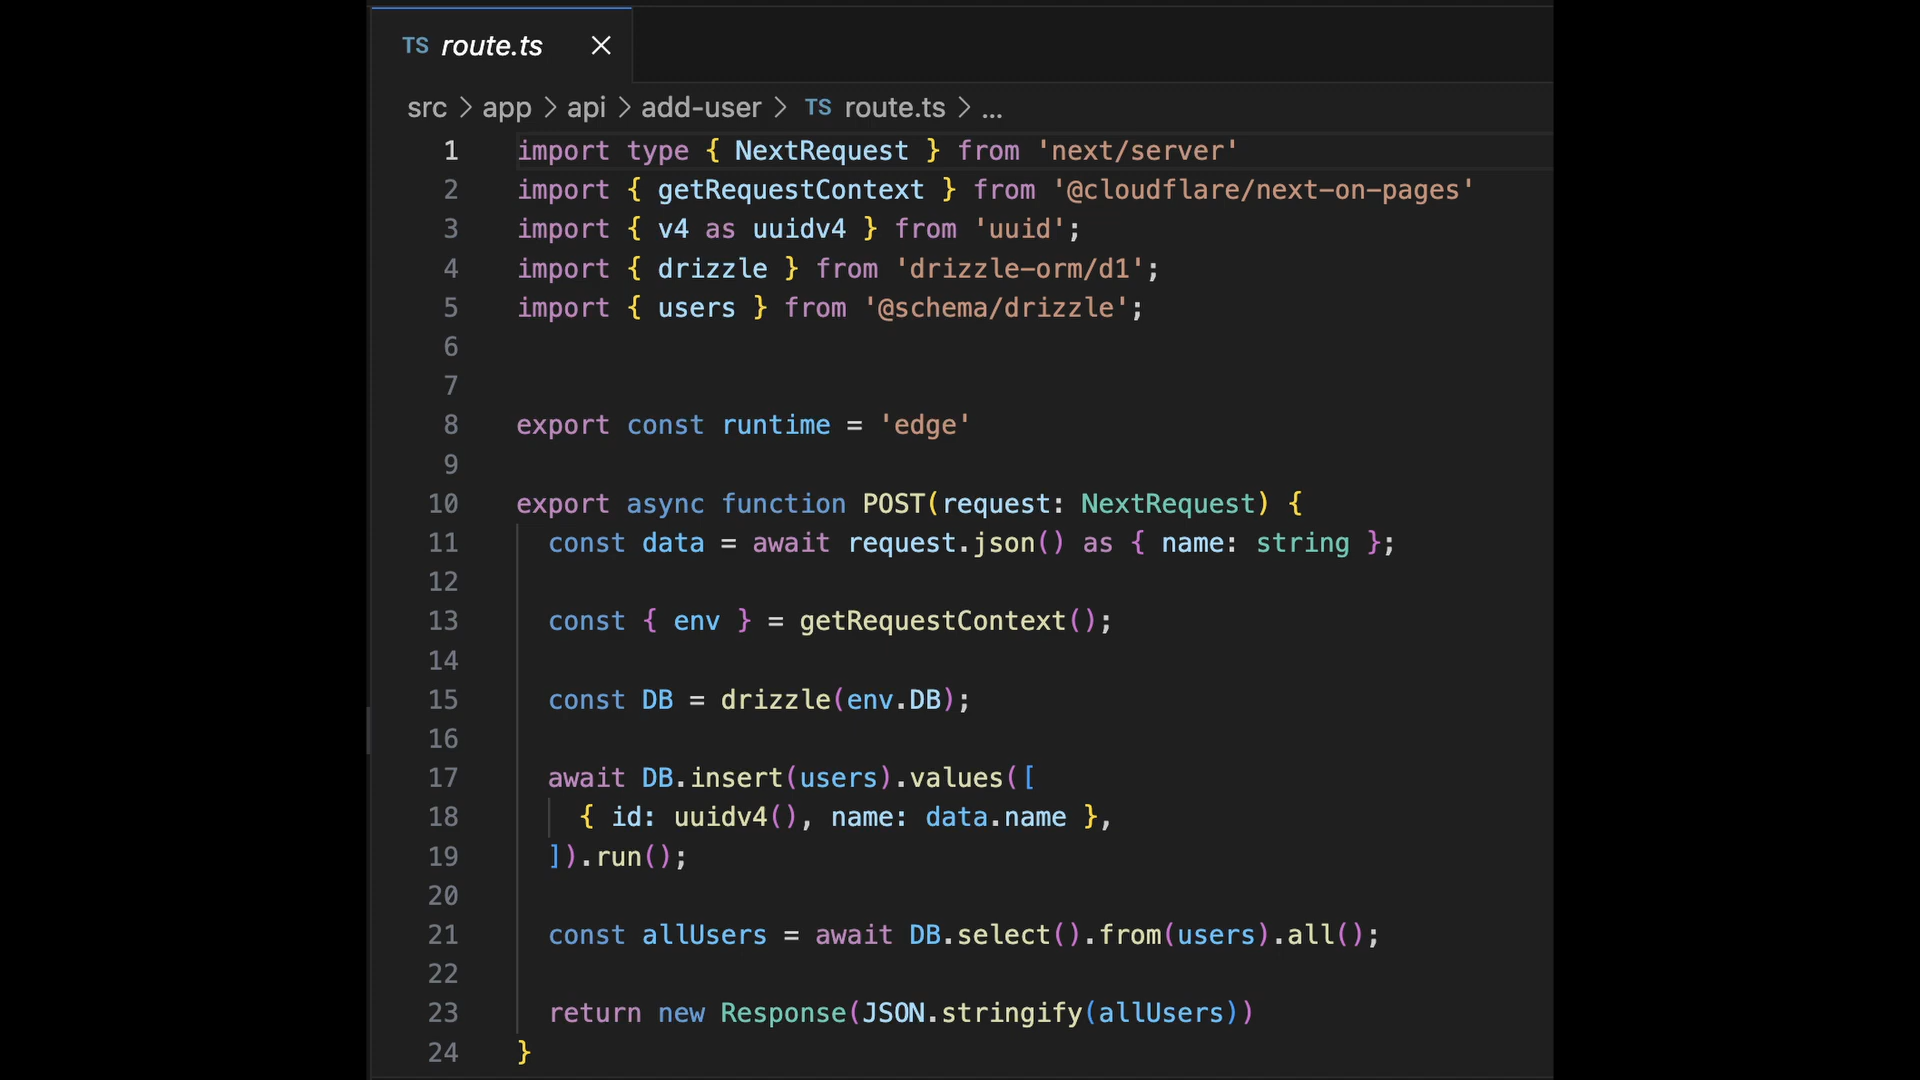 TS route.ts ×
src > app > api > add-user > TS route.ts > ...
1 import type { NextRequest } from 'next/server'
2 import { getRequestContext } from '@cloudflare/next-on-pages'
3 import { v4 as uuidv4 } from 'uuid';
4 import { drizzle } from 'drizzle-orm/d1';
5 import { users } from '@schema/drizzle';
6
7
8 export const runtime = 'edge'
9
10 export async function POST(request: NextRequest) {
11   const data = await request.json() as { name: string };
12
13   const { env } = getRequestContext();
14
15   const DB = drizzle(env.DB);
16
17   await DB.insert(users).values([
18     { id: uuidv4(), name: data.name },
19   ]).run();
20
21   const allUsers = await DB.select().from(users).all();
22
23   return new Response(JSON.stringify(allUsers))
24 }